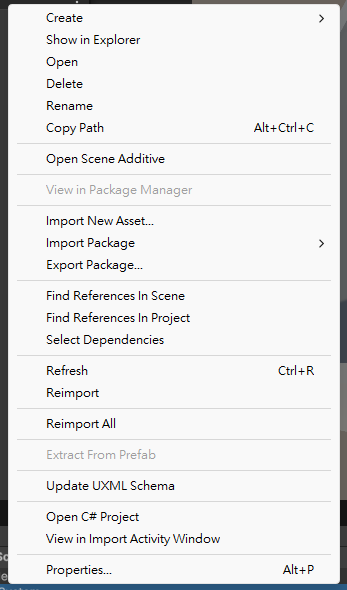 Create
Show in Explorer
Open
Delete
Rename
Copy Path Alt+Ctrl+C
Open Scene Additive
View in Package Manager
Import New Asset...
Import Package
Export Package...
Find References In Scene
Find References In Project
Select Dependencies
Refresh Ctrl+R
Reimport
Reimport All
Extract From Prefab
Update UXML Schema
Open C# Project
View in Import Activity Window
Properties... Alt+P